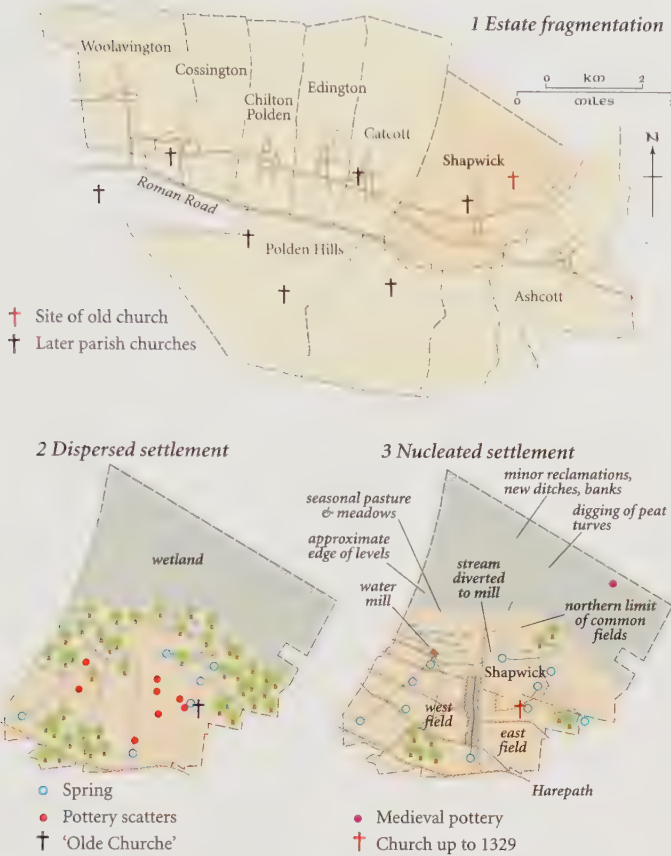 1 Estate fragmentation
Woolavington
Cossington
Chilton
Polden
Edington
Catcott
Shapwick
0 km 2
0 miles
N
Roman Road
Polden Hills
Ashcott
Site of old church
Later parish churches
2 Dispersed settlement
wetland
Spring
Pottery scatters
'Olde Churche'
3 Nucleated settlement
minor reclamations,
new ditches, banks
seasonal pasture
& meadows
digging of peat
turves
approximate
edge of levels
stream
diverted
to mill
water
mill
northern limit
of common
fields
Shapwick
west
field
east
field
Harepath
Medieval pottery
Church up to 1329